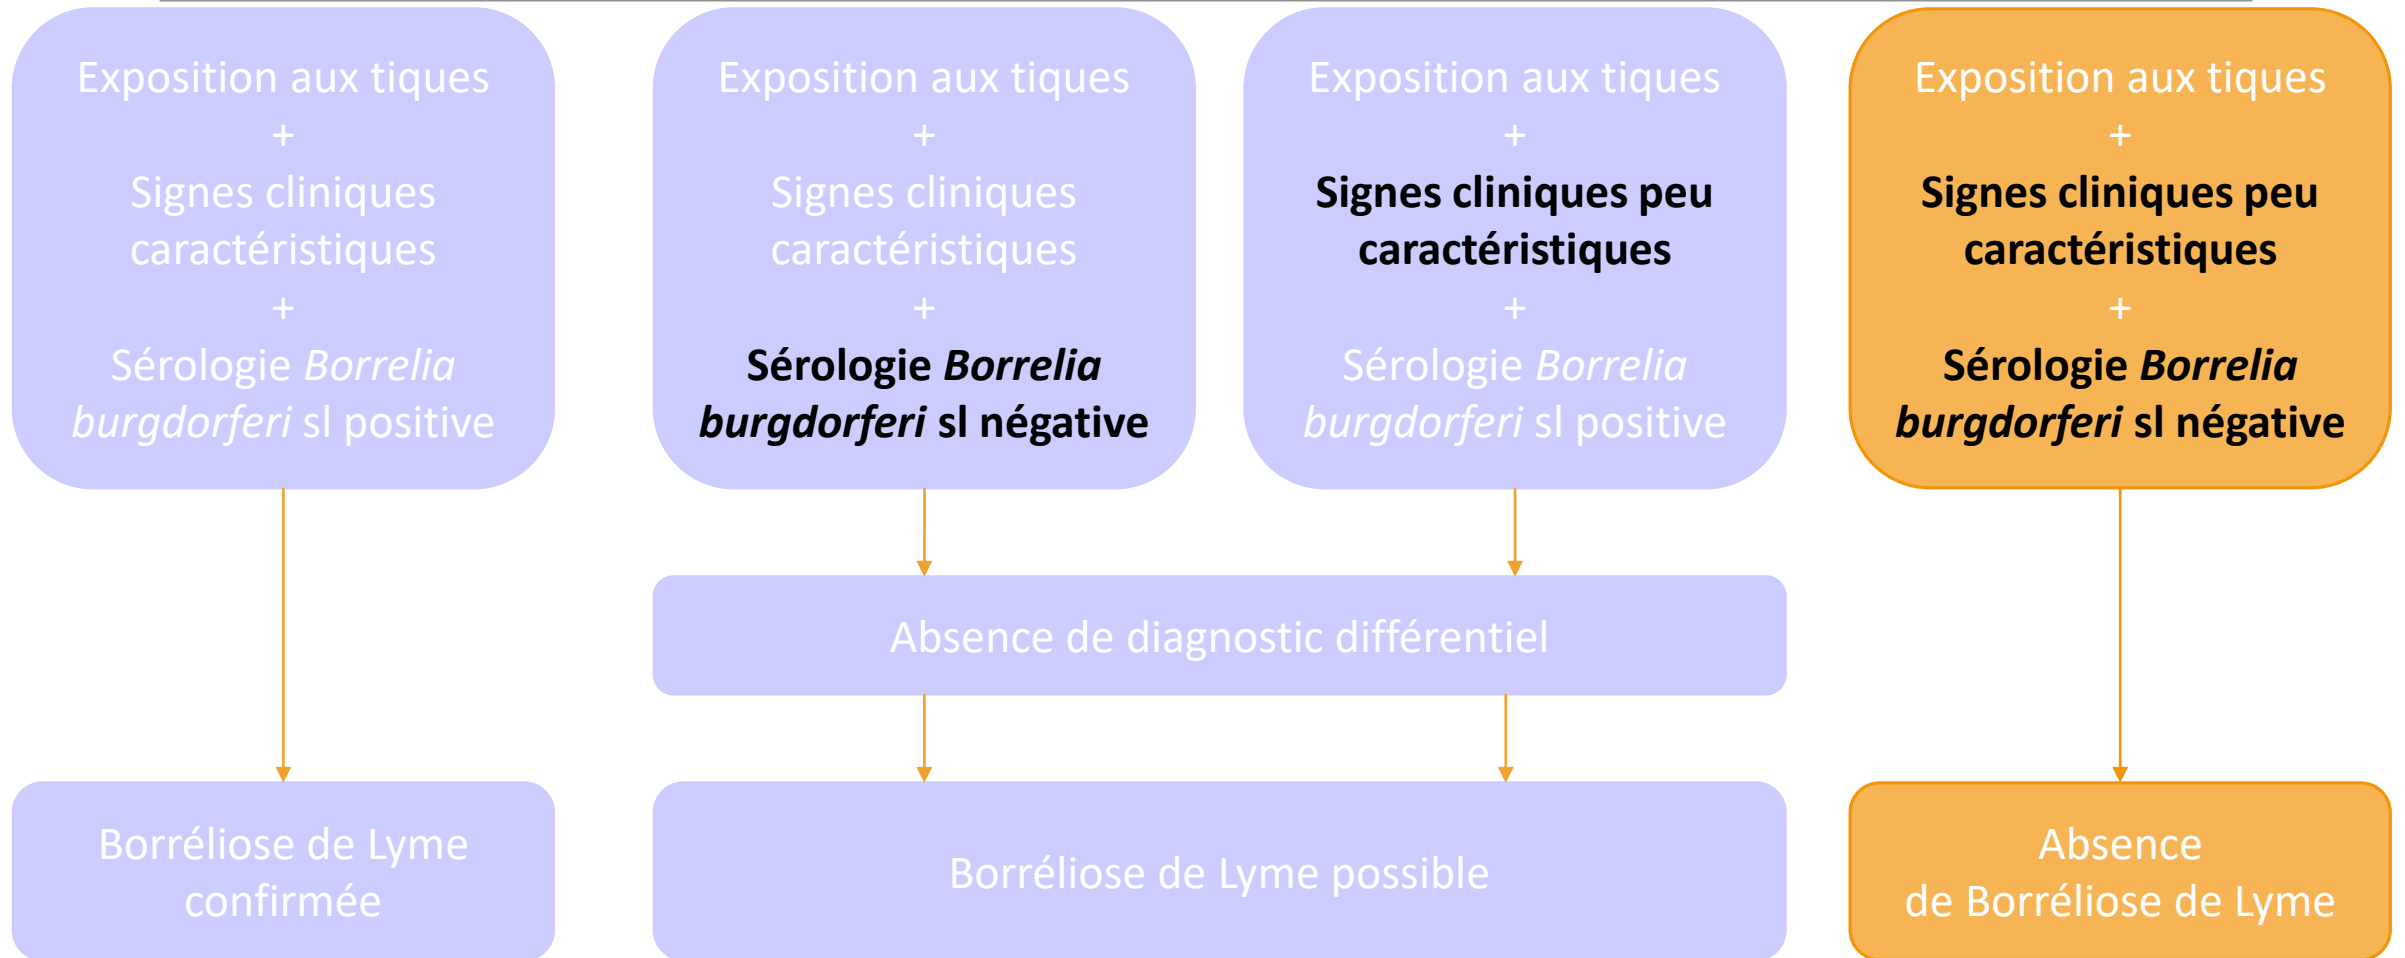 Exposition aux tiques
+
Signes cliniques
caractéristiques
+
Sérologie Borrelia
burgdorferi sl positive
Exposition aux tiques
+
Signes cliniques
caractéristiques
+
Sérologie Borrelia
burgdorferi sl négative
Exposition aux tiques
+
Signes cliniques peu
caractéristiques
+
Sérologie Borrelia
burgdorferi sl positive
Exposition aux tiques
+
Signes cliniques peu
caractéristiques
+
Sérologie Borrelia
burgdorferi sl négative
Absence de diagnostic différentiel
Borréliose de Lyme
confirmée
Borréliose de Lyme possible
Absence
de Borréliose de Lyme